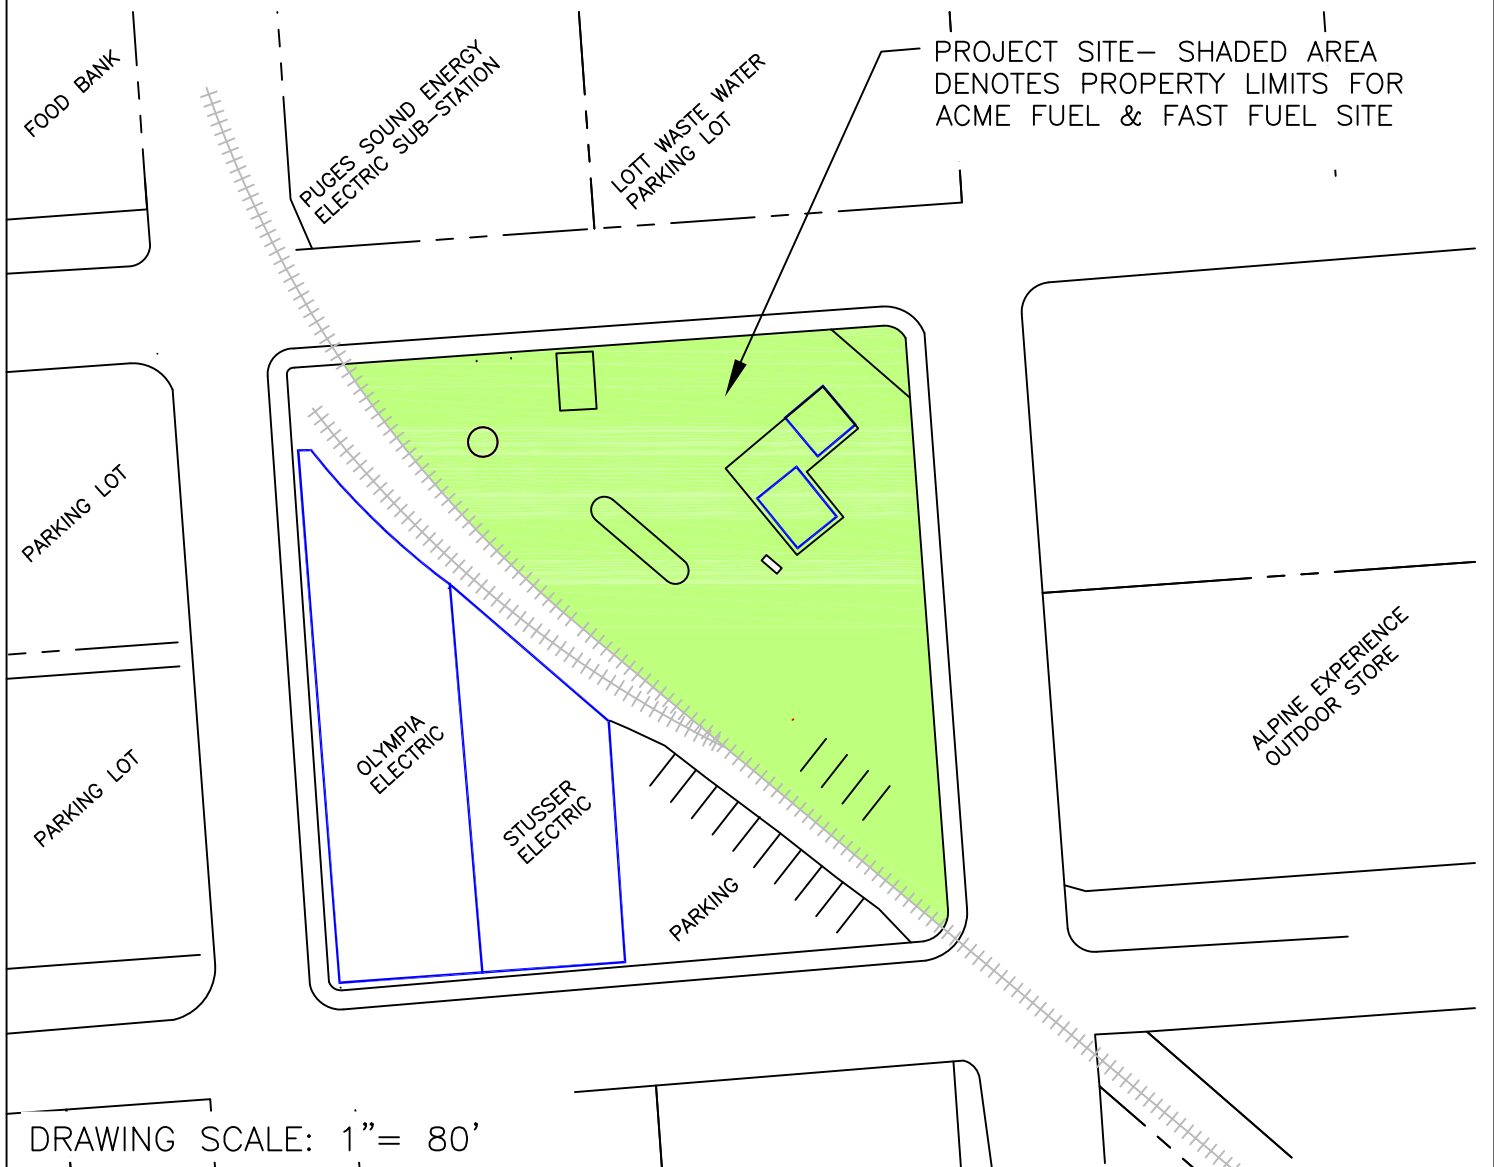 FOOD BANK
PUGES SOUND ENERGY
ELECTRIC SUB-STATION
LOTT WASTE WATER
PARKING LOT
PROJECT SITE- SHADED AREA
DENOTES PROPERTY LIMITS FOR
ACME FUEL & FAST FUEL SITE
PARKING LOT
PARKING LOT
OLYMPIA
ELECTRIC
STUSSER
ELECTRIC
PARKING
ALPINE EXPERIENCE
OUTDOOR STORE
DRAWING SCALE: 1"= 80'